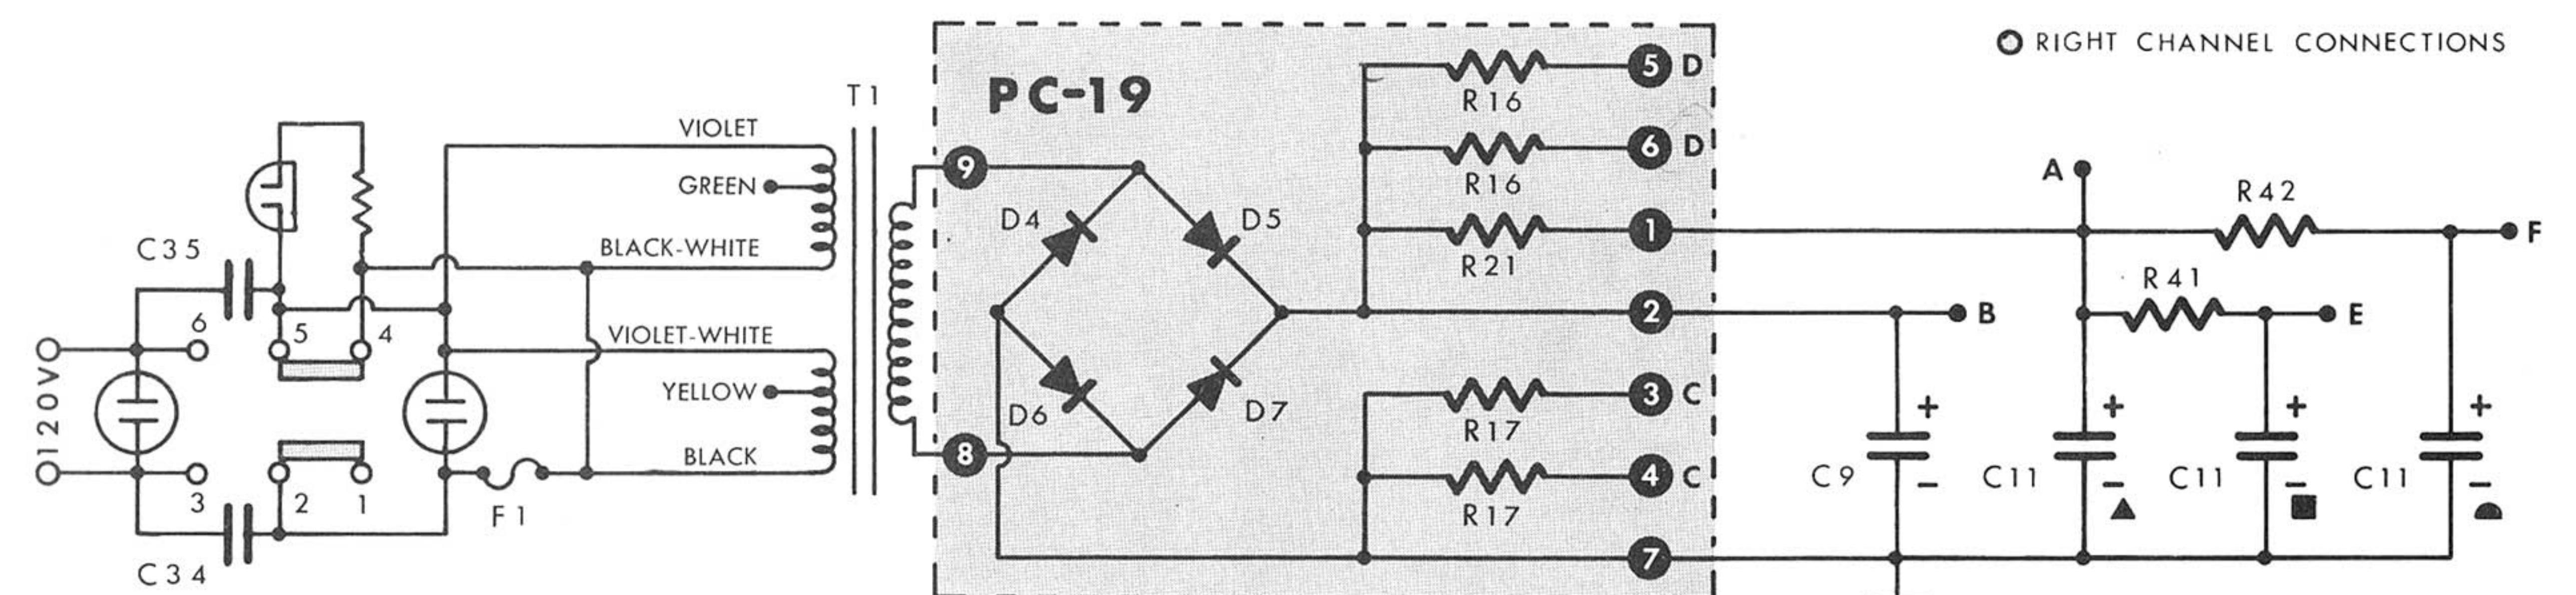 RIGHT CHANNEL CONNECTIONS
PC-19
T1
VIOLET
GREEN
BLACK-WHITE
VIOLET-WHITE
YELLOW
BLACK
120V
C35
6
5
4
3
2
1
C34
F1
9
8
D4
D5
D6
D7
R16
5 D
R16
6 D
R21
1
2
R17
3 C
R17
4 C
7
A
R42
F
R41
B
E
C9
+
−
C11
+
−
C11
+
−
C11
+
−